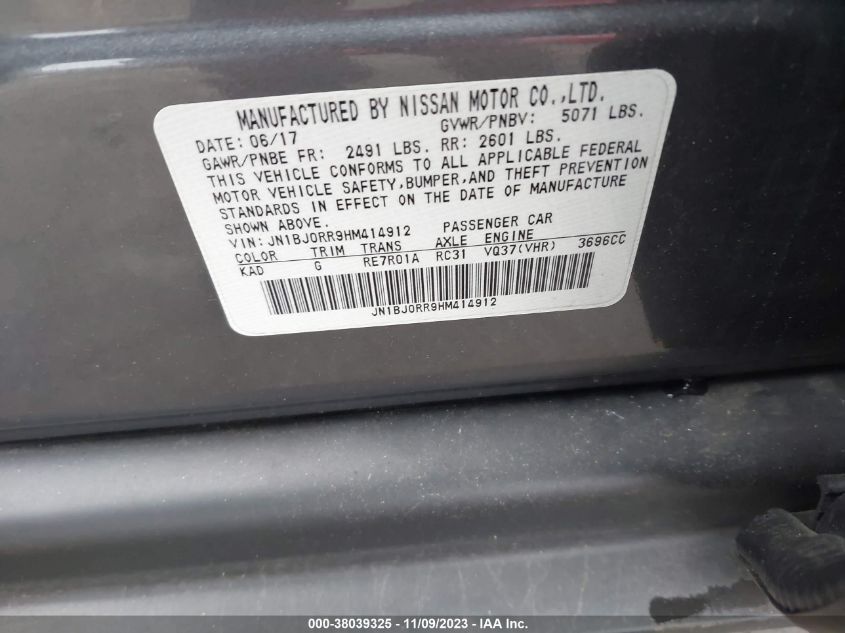 MANUFACTURED BY NISSAN MOTOR CO.,LTD.
DATE: 06/17 GVWR/PNBV: 5071 LBS.
GAWR/PNBE FR: 2491 LBS. RR: 2601 LBS.
THIS VEHICLE CONFORMS TO ALL APPLICABLE FEDERAL
MOTOR VEHICLE SAFETY,BUMPER,AND THEFT PREVENTION
STANDARDS IN EFFECT ON THE DATE OF MANUFACTURE
SHOWN ABOVE.
VIN: JN1BJ0RR9HM414912 PASSENGER CAR
COLOR TRIM TRANS AXLE ENGINE
KAD G RE7R01A RC31 VQ37(VHR) 3696CC
JN1BJ0RR9HM414912
000-38039325 - 11/09/2023 - IAA Inc.